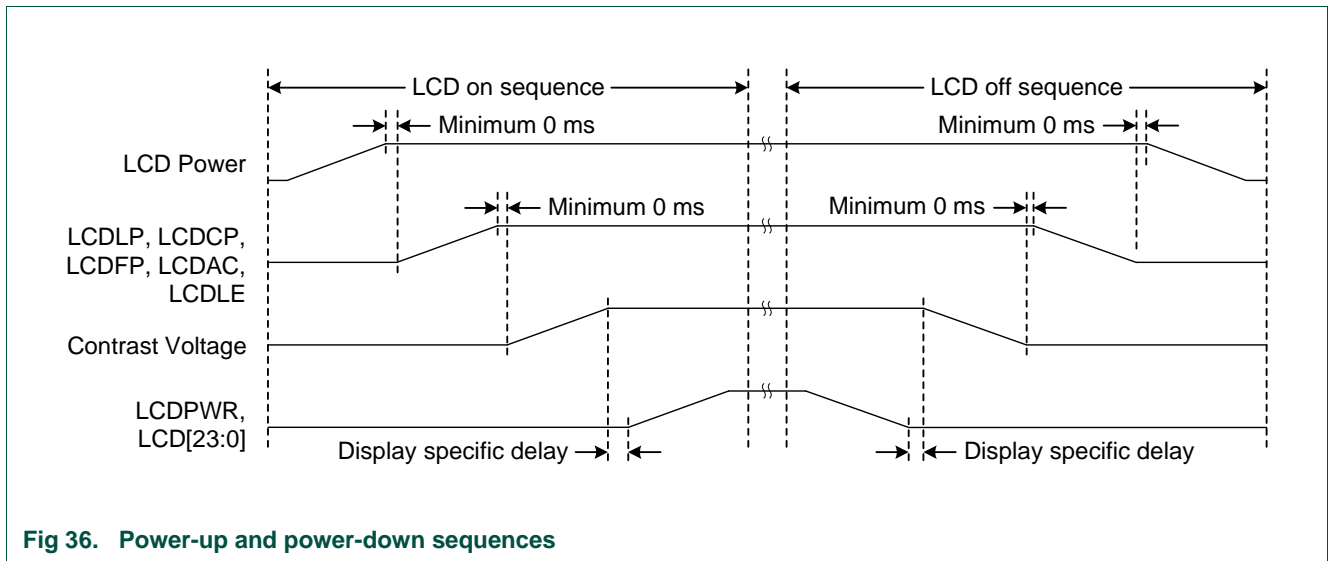 LCD on sequence
LCD off sequence
Minimum 0 ms
Minimum 0 ms
LCD Power
Minimum 0 ms
Minimum 0 ms
LCDLP, LCDCP,
LCDFP, LCDAC,
LCDLE
Contrast Voltage
LCDPWR,
LCD[23:0]
Display specific delay
Display specific delay
Fig 36. Power-up and power-down sequences